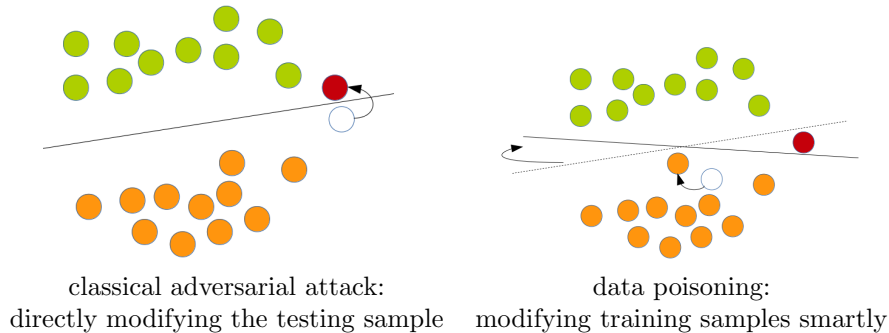 classical adversarial attack:
directly modifying the testing sample
data poisoning:
modifying training samples smartly